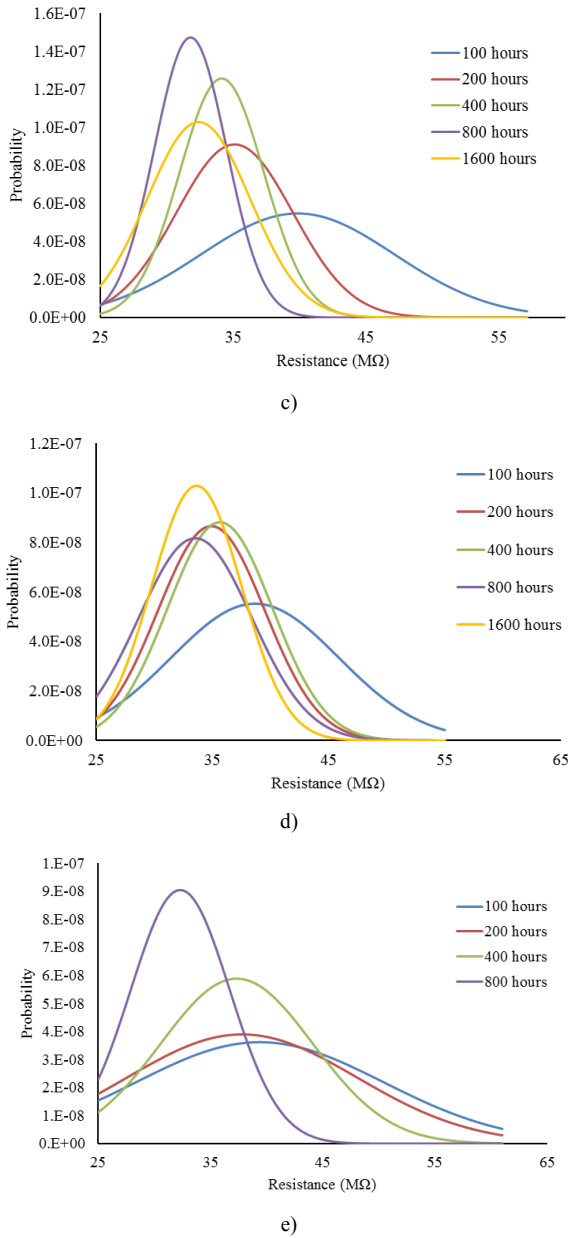 1.6E-07
1.4E-07
1.2E-07
1.0E-07
8.0E-08
6.0E-08
4.0E-08
2.0E-08
0.0E+00
Probability
100 hours
200 hours
400 hours
800 hours
1600 hours
25 35 45 55
Resistance (MΩ)
c)
1.2E-07
1.0E-07
8.0E-08
6.0E-08
4.0E-08
2.0E-08
0.0E+00
Probability
100 hours
200 hours
400 hours
800 hours
1600 hours
25 35 45 55 65
Resistance (MΩ)
d)
1.E-07
9.E-08
8.E-08
7.E-08
6.E-08
5.E-08
4.E-08
3.E-08
2.E-08
1.E-08
0.E+00
Probability
100 hours
200 hours
400 hours
800 hours
25 35 45 55 65
Resistance (MΩ)
e)